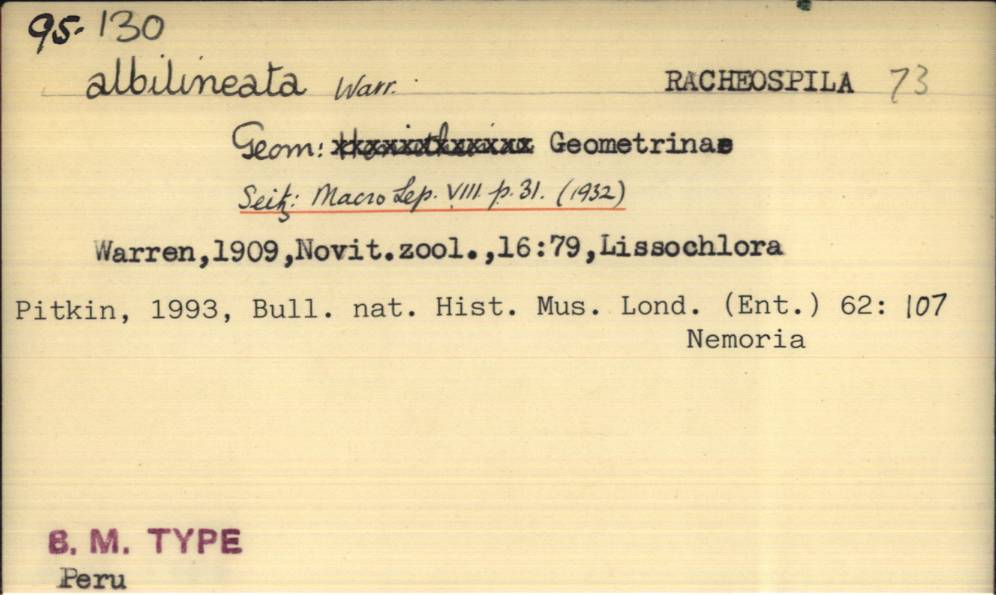 95-130
albilineata Warr. RACHEOSPILA 73
Geom: Geometrinae
Seitz: Macro Lep. VIII. p. 31. (1932)
Warren,1909,Novit.zool.,16:79,Lissochlora
Pitkin, 1993, Bull. nat. Hist. Mus. Lond. (Ent.) 62: 107
Nemoria
B. M. TYPE
Peru